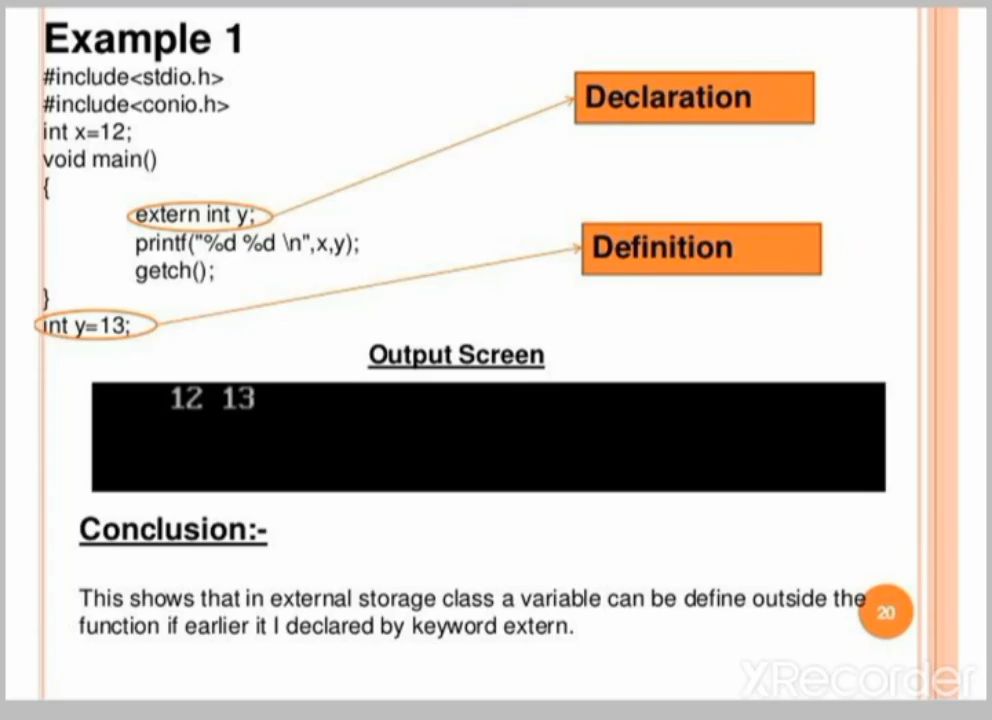 Example 1
#include<stdio.h>
#include<conio.h>
int x=12;
void main()
{
extern int y;
printf("%d %d \n",x,y);
getch();
}
int y=13;
Declaration
Definition
Output Screen
12 13
Conclusion:-
This shows that in external storage class a variable can be define outside the
function if earlier it I declared by keyword extern.
20
XRecorder